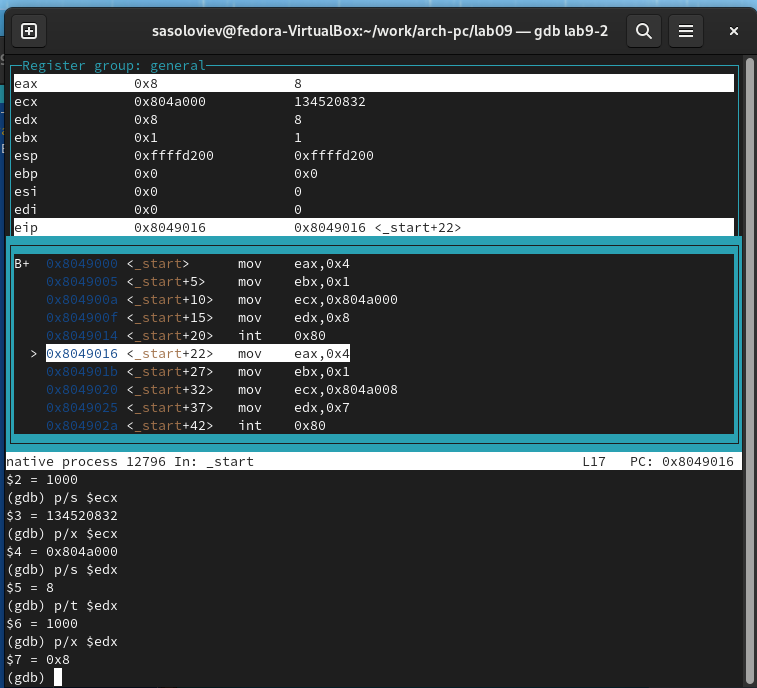 sasoloviev@fedora-VirtualBox:~/work/arch-pc/lab09 — gdb lab9-2
Register group: general
eax 0x8 8
ecx 0x804a000 134520832
edx 0x8 8
ebx 0x1 1
esp 0xffffd200 0xffffd200
ebp 0x0 0x0
esi 0x0 0
edi 0x0 0
eip 0x8049016 0x8049016 <_start+22>
B+ 0x8049000 <_start> mov eax,0x4
0x8049005 <_start+5> mov ebx,0x1
0x804900a <_start+10> mov ecx,0x804a000
0x804900f <_start+15> mov edx,0x8
0x8049014 <_start+20> int 0x80
> 0x8049016 <_start+22> mov eax,0x4
0x804901b <_start+27> mov ebx,0x1
0x8049020 <_start+32> mov ecx,0x804a008
0x8049025 <_start+37> mov edx,0x7
0x804902a <_start+42> int 0x80
native process 12796 In: _start L17 PC: 0x8049016
$2 = 1000
(gdb) p/s $ecx
$3 = 134520832
(gdb) p/x $ecx
$4 = 0x804a000
(gdb) p/s $edx
$5 = 8
(gdb) p/t $edx
$6 = 1000
(gdb) p/x $edx
$7 = 0x8
(gdb)